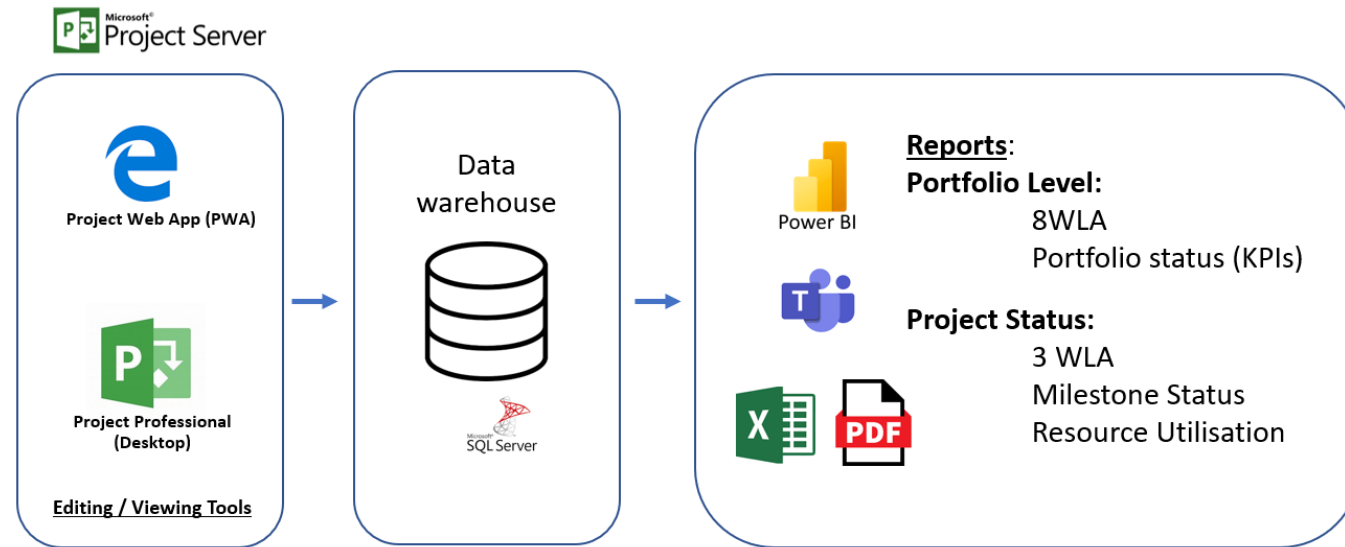 Microsoft®
Project Server
Project Web App (PWA)
P
Project Professional
(Desktop)
Editing / Viewing Tools
Data
warehouse
Microsoft®
SQL Server
Power BI
T
X
PDF
Reports:
Portfolio Level:
8WLA
Portfolio status (KPIs)
Project Status:
3 WLA
Milestone Status
Resource Utilisation